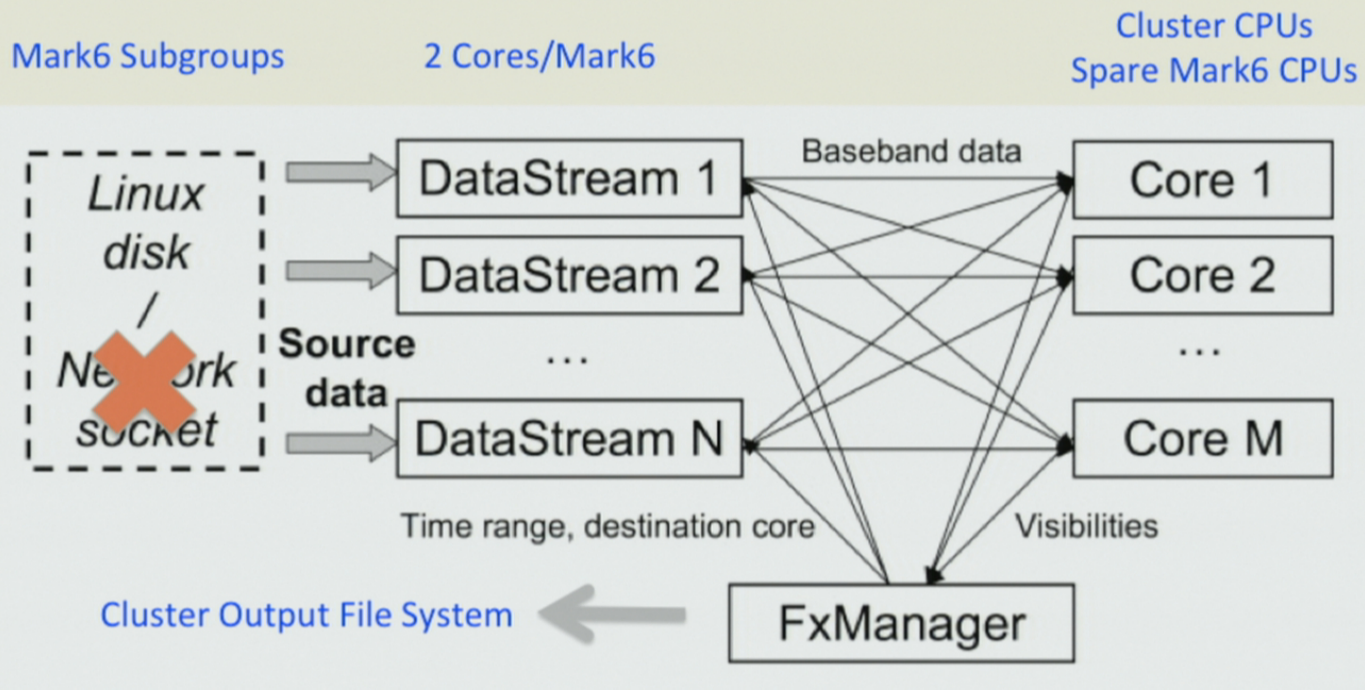 Mark6 Subgroups
2 Cores/Mark6
Cluster CPUs
Spare Mark6 CPUs
Linux
disk
/
socket
Source
data
DataStream 1
DataStream 2
...
DataStream N
Baseband data
Core 1
Core 2
...
Core M
Time range, destination core
Visibilities
FxManager
Cluster Output File System